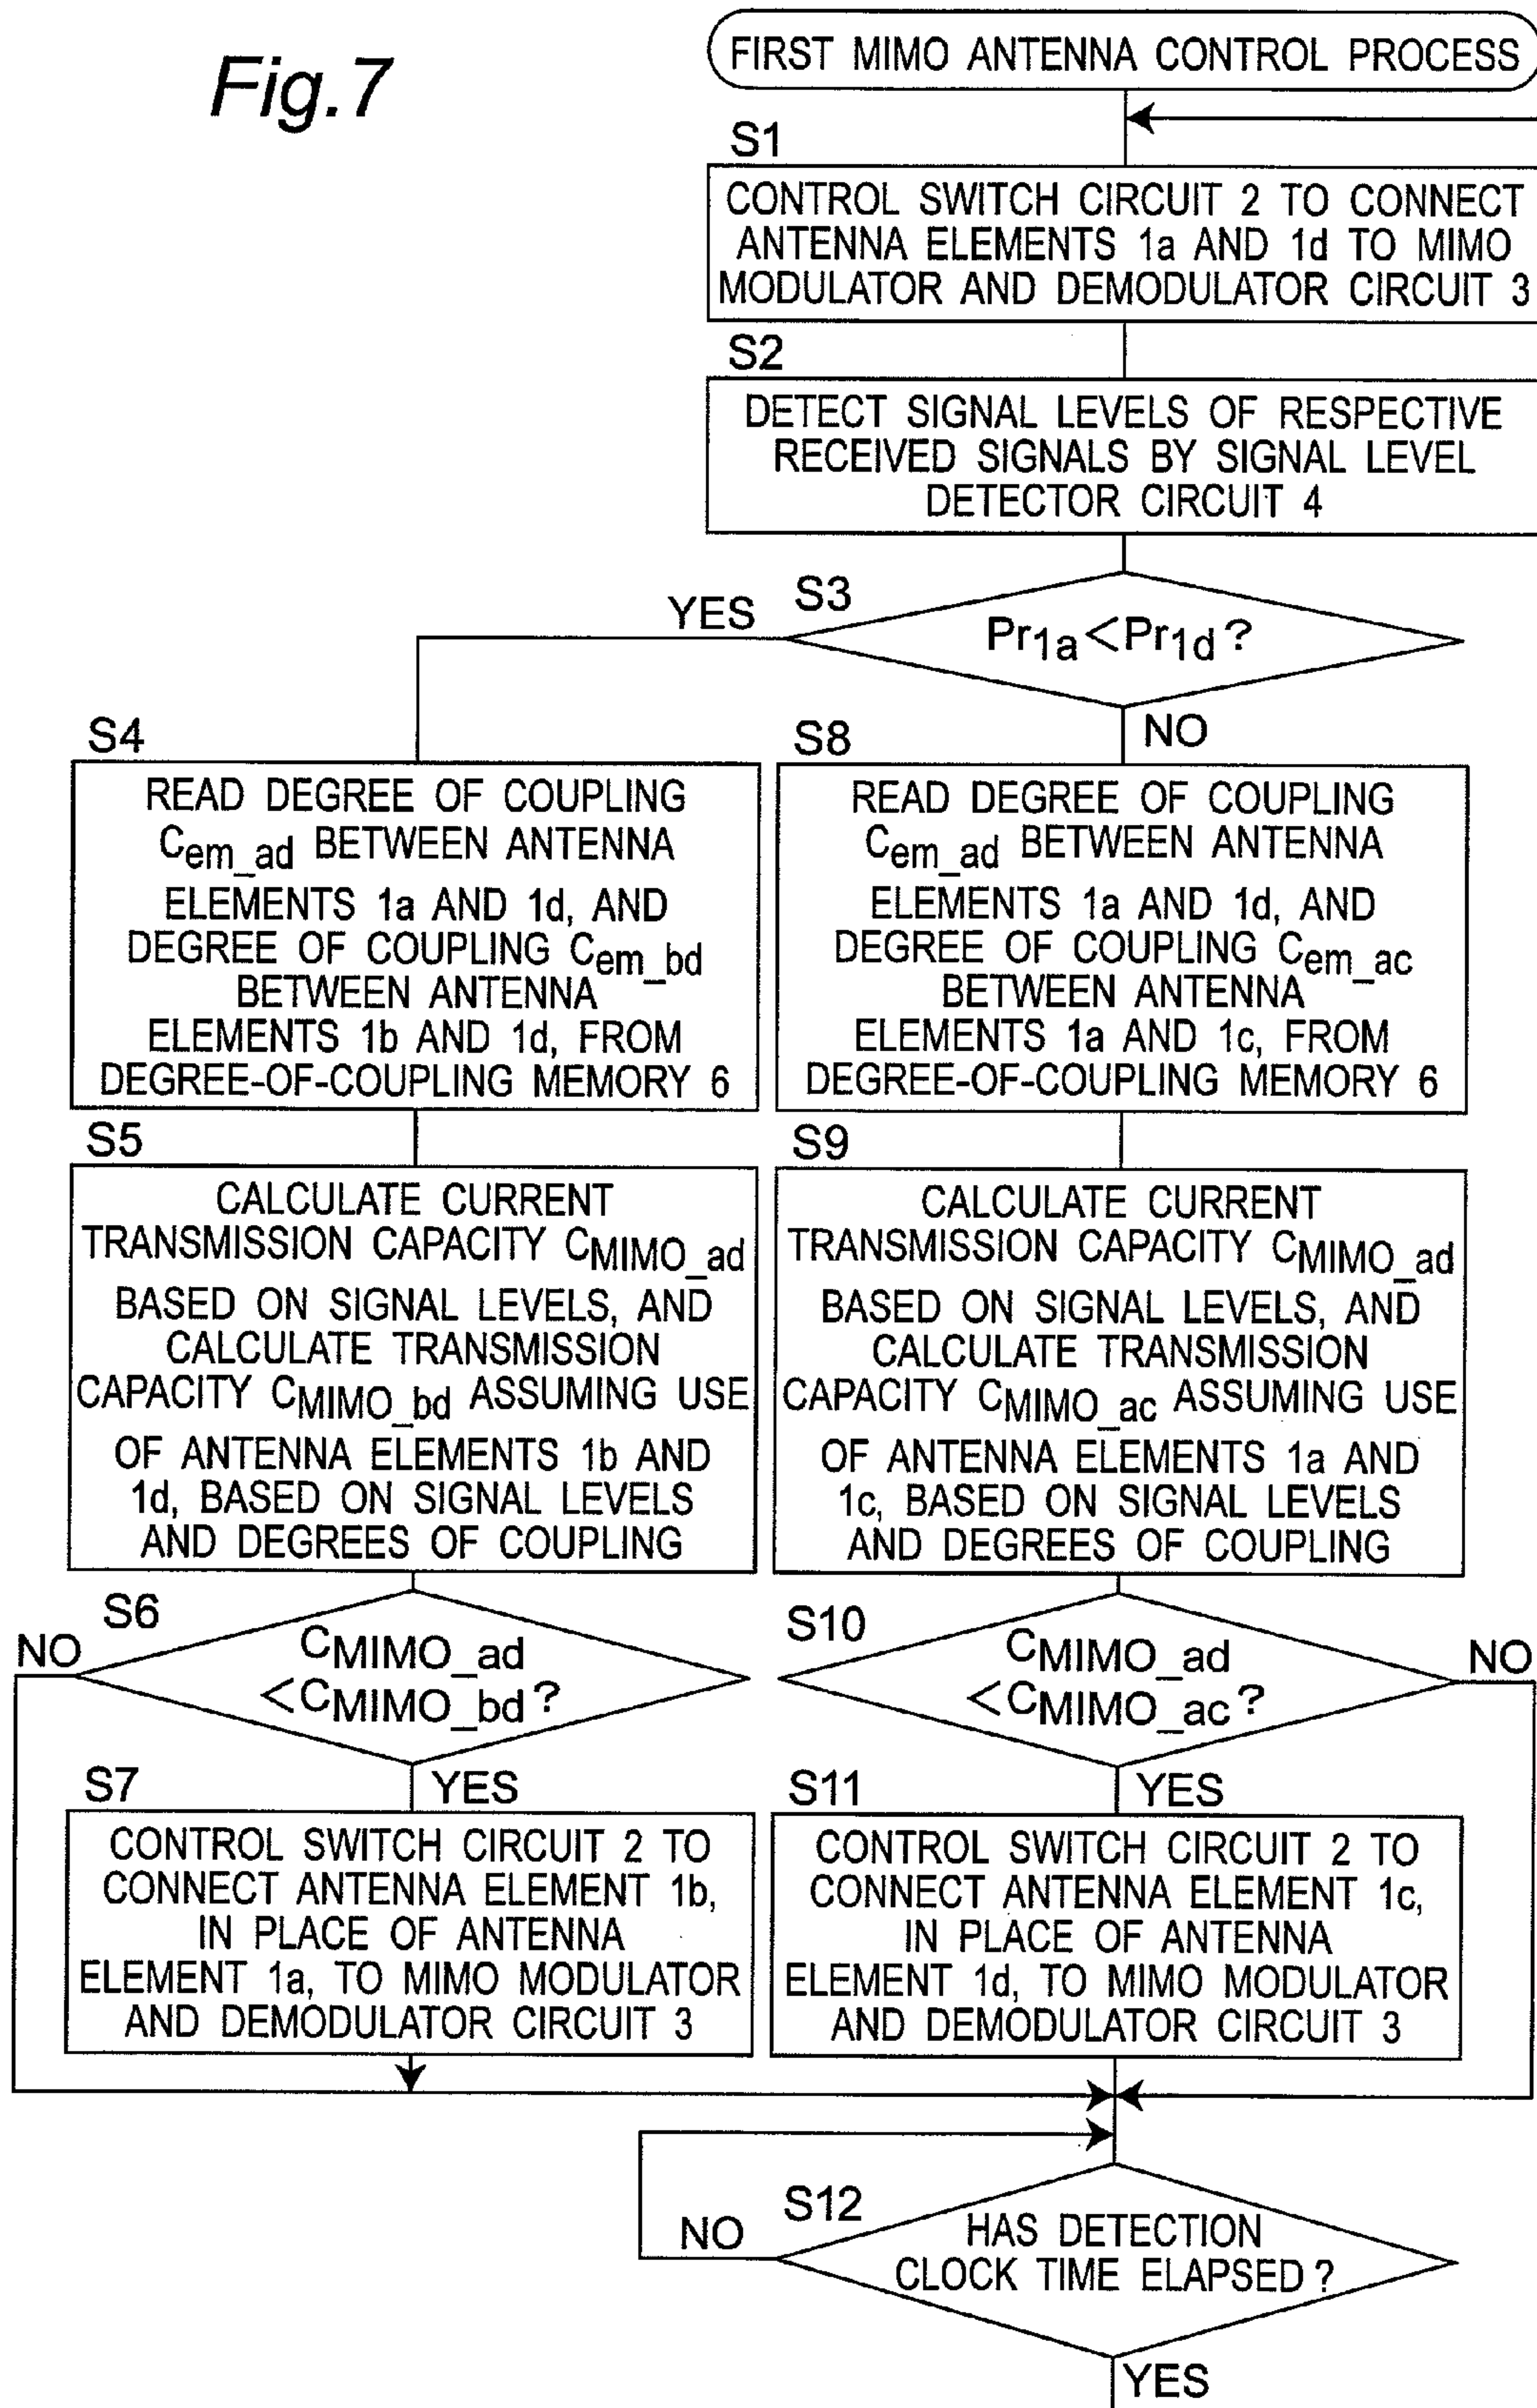 Fig.7
FIRST MIMO ANTENNA CONTROL PROCESS
S1
CONTROL SWITCH CIRCUIT 2 TO CONNECT
ANTENNA ELEMENTS 1a AND 1d TO MIMO
MODULATOR AND DEMODULATOR CIRCUIT 3
S2
DETECT SIGNAL LEVELS OF RESPECTIVE
RECEIVED SIGNALS BY SIGNAL LEVEL
DETECTOR CIRCUIT 4
S3
Pr1a<Pr1d?
YES
NO
S4
READ DEGREE OF COUPLING
Cem_ad BETWEEN ANTENNA
ELEMENTS 1a AND 1d, AND
DEGREE OF COUPLING Cem_bd
BETWEEN ANTENNA
ELEMENTS 1b AND 1d, FROM
DEGREE-OF-COUPLING MEMORY 6
S8
READ DEGREE OF COUPLING
Cem_ad BETWEEN ANTENNA
ELEMENTS 1a AND 1d, AND
DEGREE OF COUPLING Cem_ac
BETWEEN ANTENNA
ELEMENTS 1a AND 1c, FROM
DEGREE-OF-COUPLING MEMORY 6
S5
CALCULATE CURRENT
TRANSMISSION CAPACITY CMIMO_ad
BASED ON SIGNAL LEVELS, AND
CALCULATE TRANSMISSION
CAPACITY CMIMO_bd ASSUMING USE
OF ANTENNA ELEMENTS 1b AND
1d, BASED ON SIGNAL LEVELS
AND DEGREES OF COUPLING
S9
CALCULATE CURRENT
TRANSMISSION CAPACITY CMIMO_ad
BASED ON SIGNAL LEVELS, AND
CALCULATE TRANSMISSION
CAPACITY CMIMO_ac ASSUMING USE
OF ANTENNA ELEMENTS 1a AND
1c, BASED ON SIGNAL LEVELS
AND DEGREES OF COUPLING
S6
CMIMO_ad
<CMIMO_bd?
NO
YES
S10
CMIMO_ad
<CMIMO_ac?
NO
YES
S7
CONTROL SWITCH CIRCUIT 2 TO
CONNECT ANTENNA ELEMENT 1b,
IN PLACE OF ANTENNA
ELEMENT 1a, TO MIMO MODULATOR
AND DEMODULATOR CIRCUIT 3
S11
CONTROL SWITCH CIRCUIT 2 TO
CONNECT ANTENNA ELEMENT 1c,
IN PLACE OF ANTENNA
ELEMENT 1d, TO MIMO MODULATOR
AND DEMODULATOR CIRCUIT 3
S12
HAS DETECTION
CLOCK TIME ELAPSED?
NO
YES